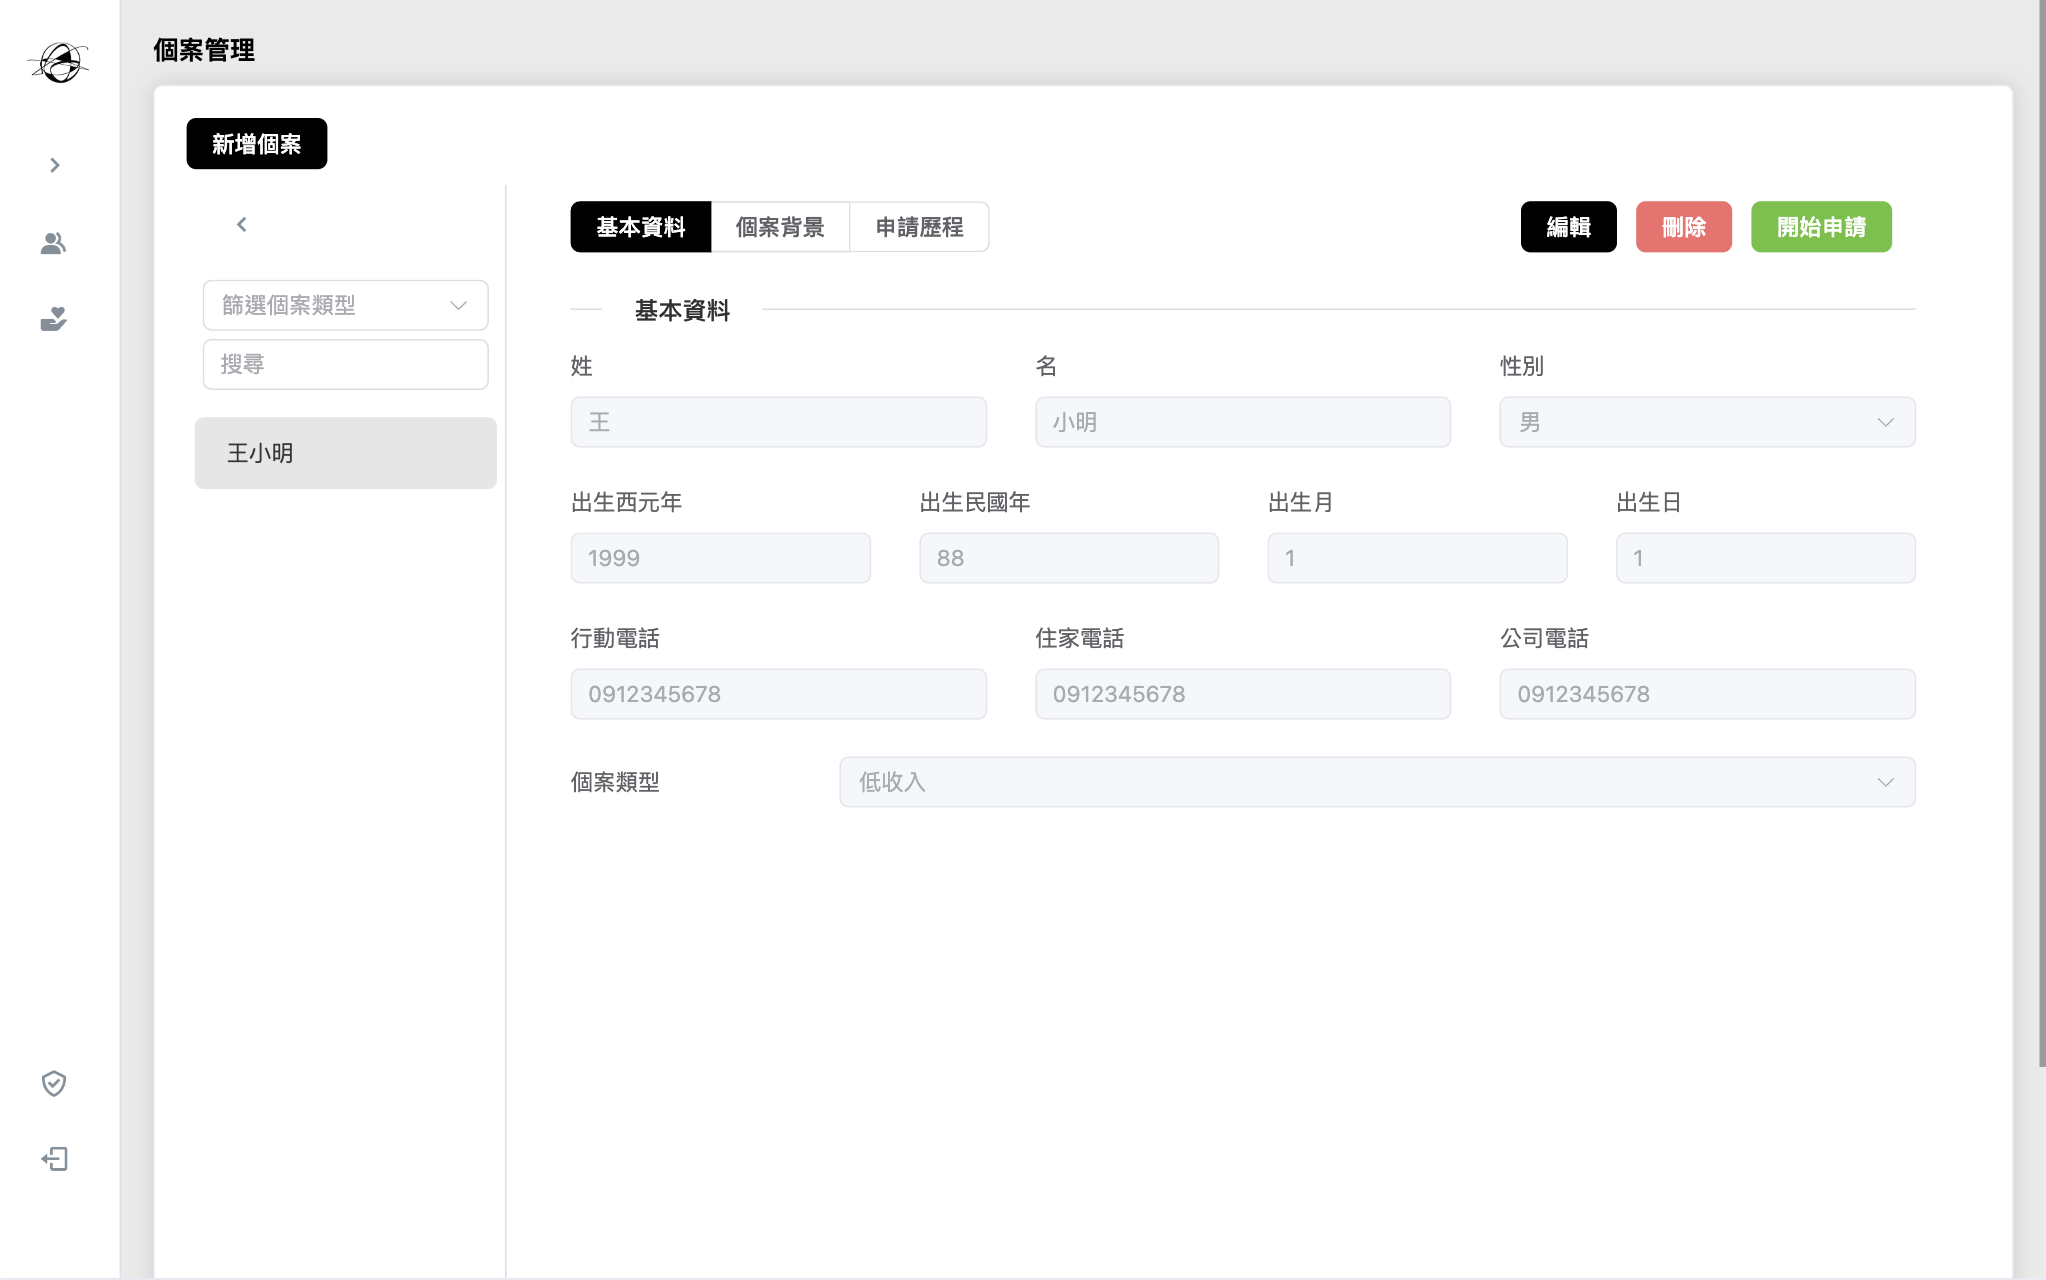 個案管理
新增個案
篩選個案類型
搜尋
王小明
基本資料 個案背景 申請歷程 編輯 刪除 開始申請
基本資料
姓 名 性別
王 小明 男
出生西元年 出生民國年 出生月 出生日
1999 88 1 1
行動電話 住家電話 公司電話
0912345678 0912345678 0912345678
個案類型 低收入